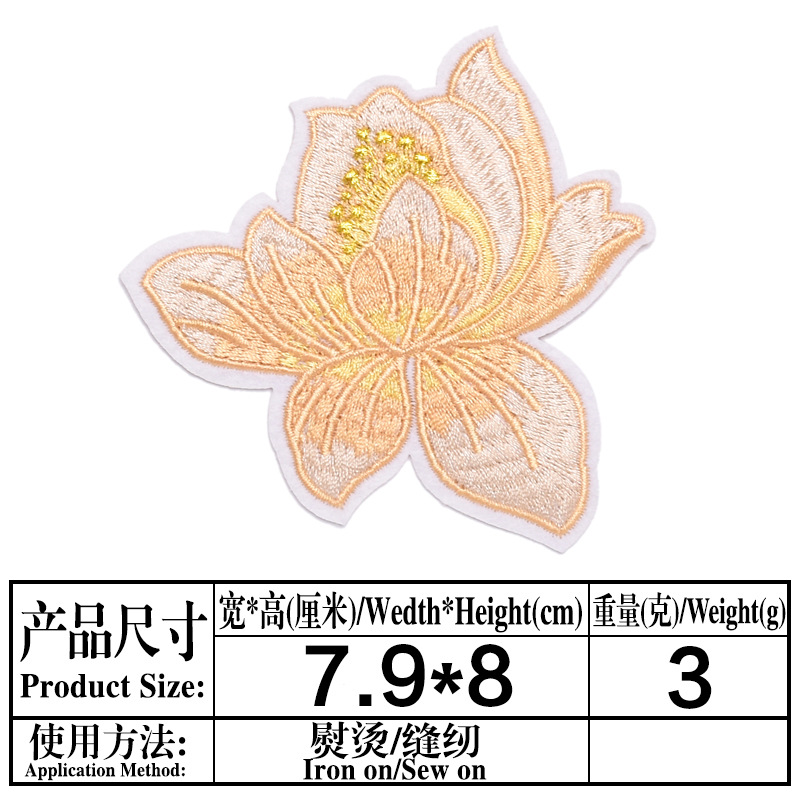 产品尺寸
Product Size:
宽*高(厘米)/Wedth*Height(cm)
重量(克)/Weight(g)
7.9*8
3
使用方法:
Application Method:
熨烫/缝纫
Iron on/Sew on